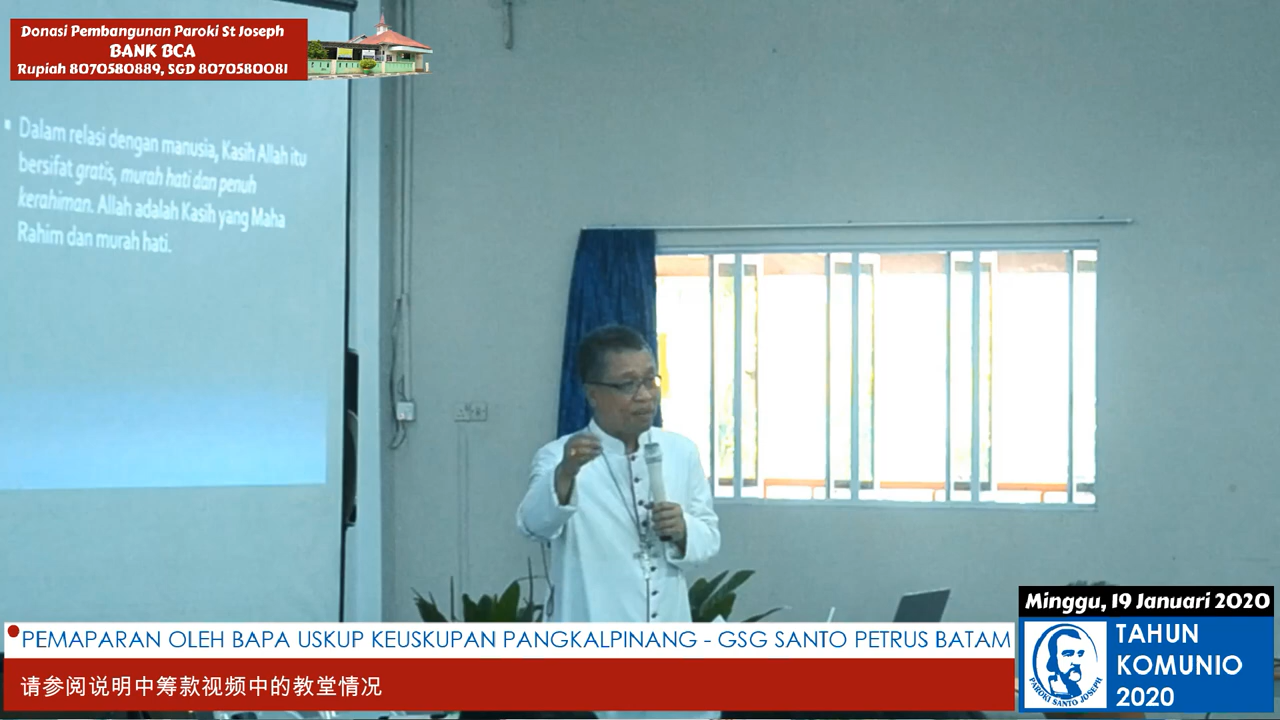 Donasi Pembangunan Paroki St Joseph
BANK BCA
Rupiah 8070580889, SGD 8070580081
Dalam relasi dengan manusia, Kasih Allah itu
bersifat gratis, murah hati dan penuh
kerahiman. Allah adalah Kasih yang Maha
Rahim dan murah hati.
Minggu, 19 Januari 2020
PEMAPARAN OLEH BAPA USKUP KEUSKUPAN PANGKALPINANG - GSG SANTO PETRUS BATAM
请参阅说明中筹款视频中的教堂情况
PAROKI SANTO JOSEPH
TAHUN
KOMUNIO
2020